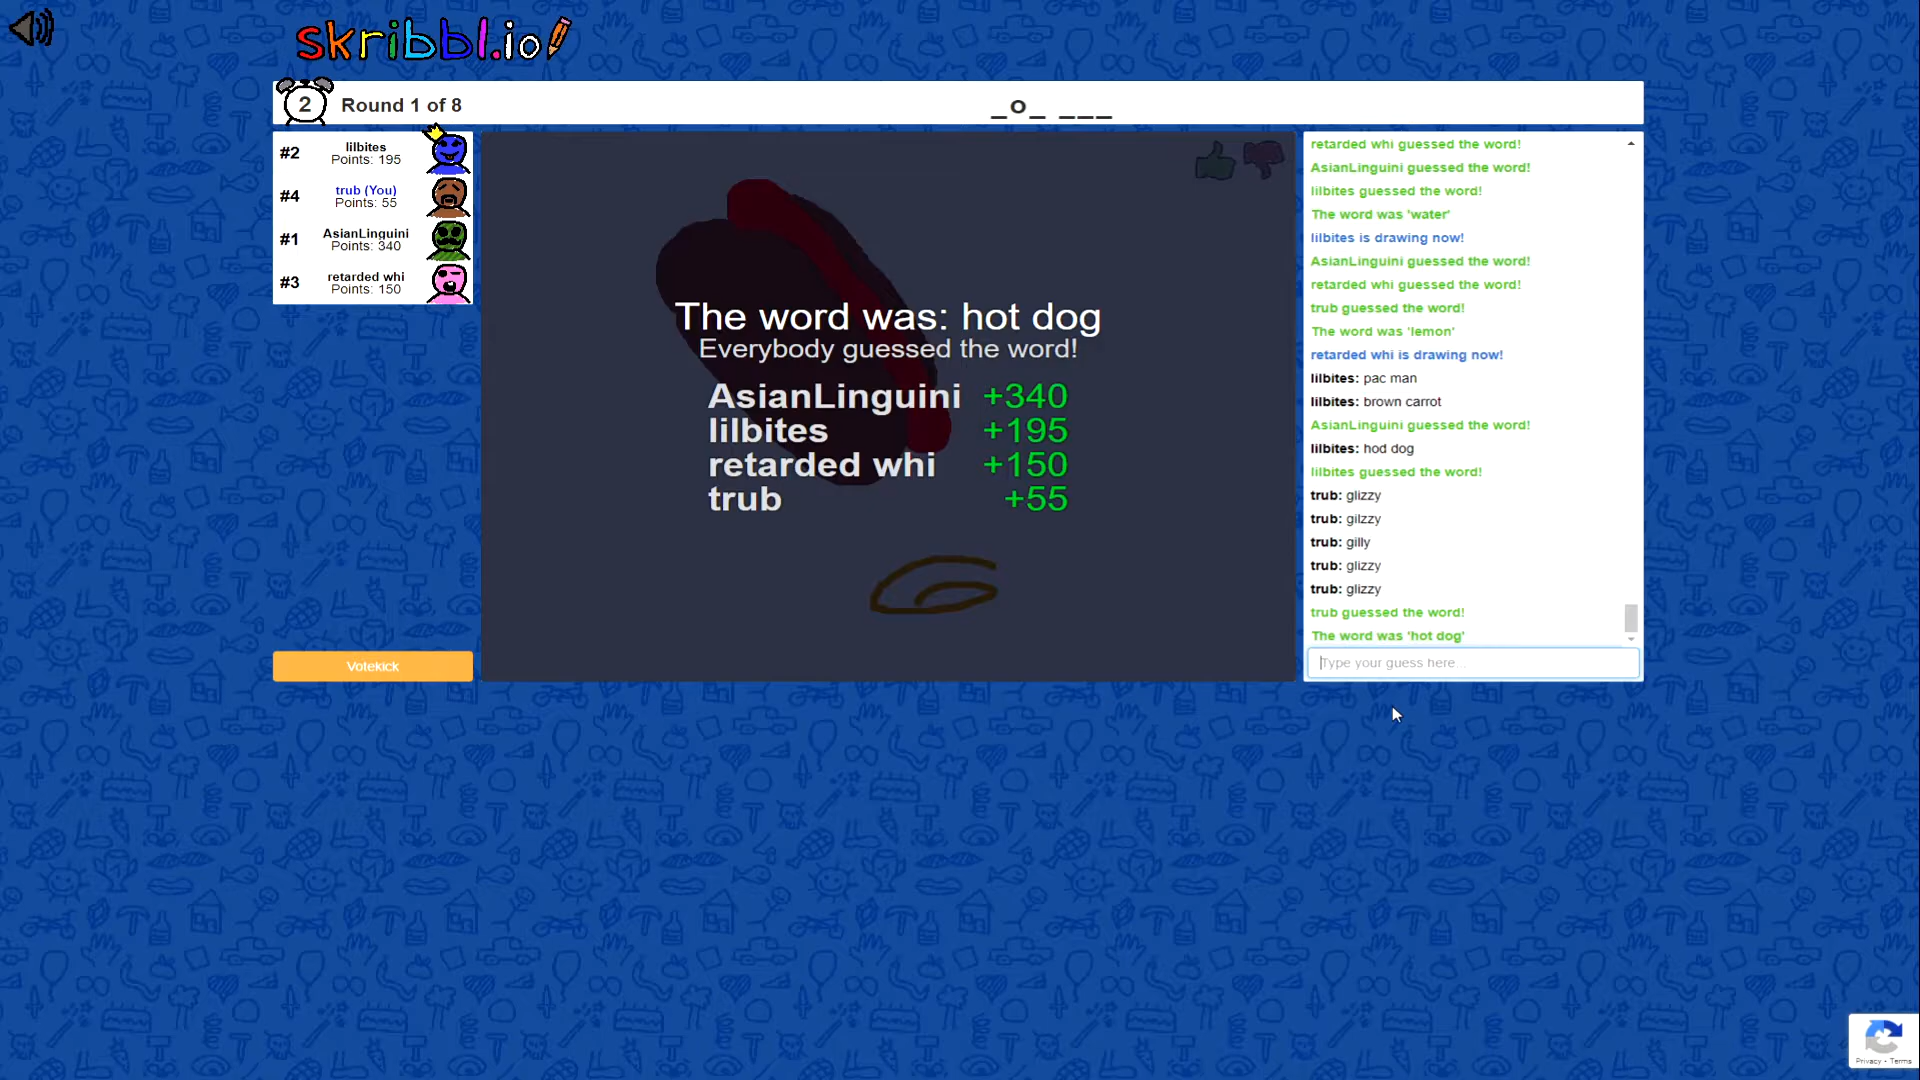 skribbl.io
2
Round 1 of 8
_o_ ___
#2
lilbites
Points: 195
#4
trub (You)
Points: 55
#1
AsianLinguini
Points: 340
#3
retarded whi
Points: 150
Votekick
The word was: hot dog
Everybody guessed the word!
AsianLinguini +340
lilbites +195
retarded whi +150
trub +55
retarded whi guessed the word!
AsianLinguini guessed the word!
lilbites guessed the word!
The word was 'water'
lilbites is drawing now!
AsianLinguini guessed the word!
retarded whi guessed the word!
trub guessed the word!
The word was 'lemon'
retarded whi is drawing now!
lilbites: pac man
lilbites: brown carrot
AsianLinguini guessed the word!
lilbites: hod dog
lilbites guessed the word!
trub: glizzy
trub: gilzzy
trub: gilly
trub: glizzy
trub: glizzy
trub guessed the word!
The word was 'hot dog'
Type your guess here...
Privacy - Terms